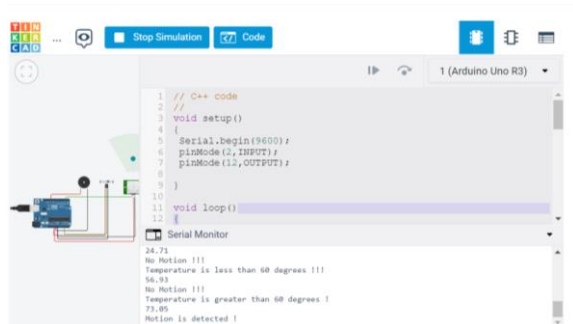 TIN
KER
CAD
...
Stop Simulation
Code
1 (Arduino Uno R3)
1 // C++ code
2 //
3 void setup()
4 {
5 Serial.begin(9600);
6 pinMode(2,INPUT);
7 pinMode(12,OUTPUT);
8
9 }
10
11 void loop()
12 {
Serial Monitor
24.71
No Motion !!!
Temperature is less than 60 degrees !!!
56.93
No Motion !!!
Temperature is greater than 60 degrees !
73.05
Motion is detected !